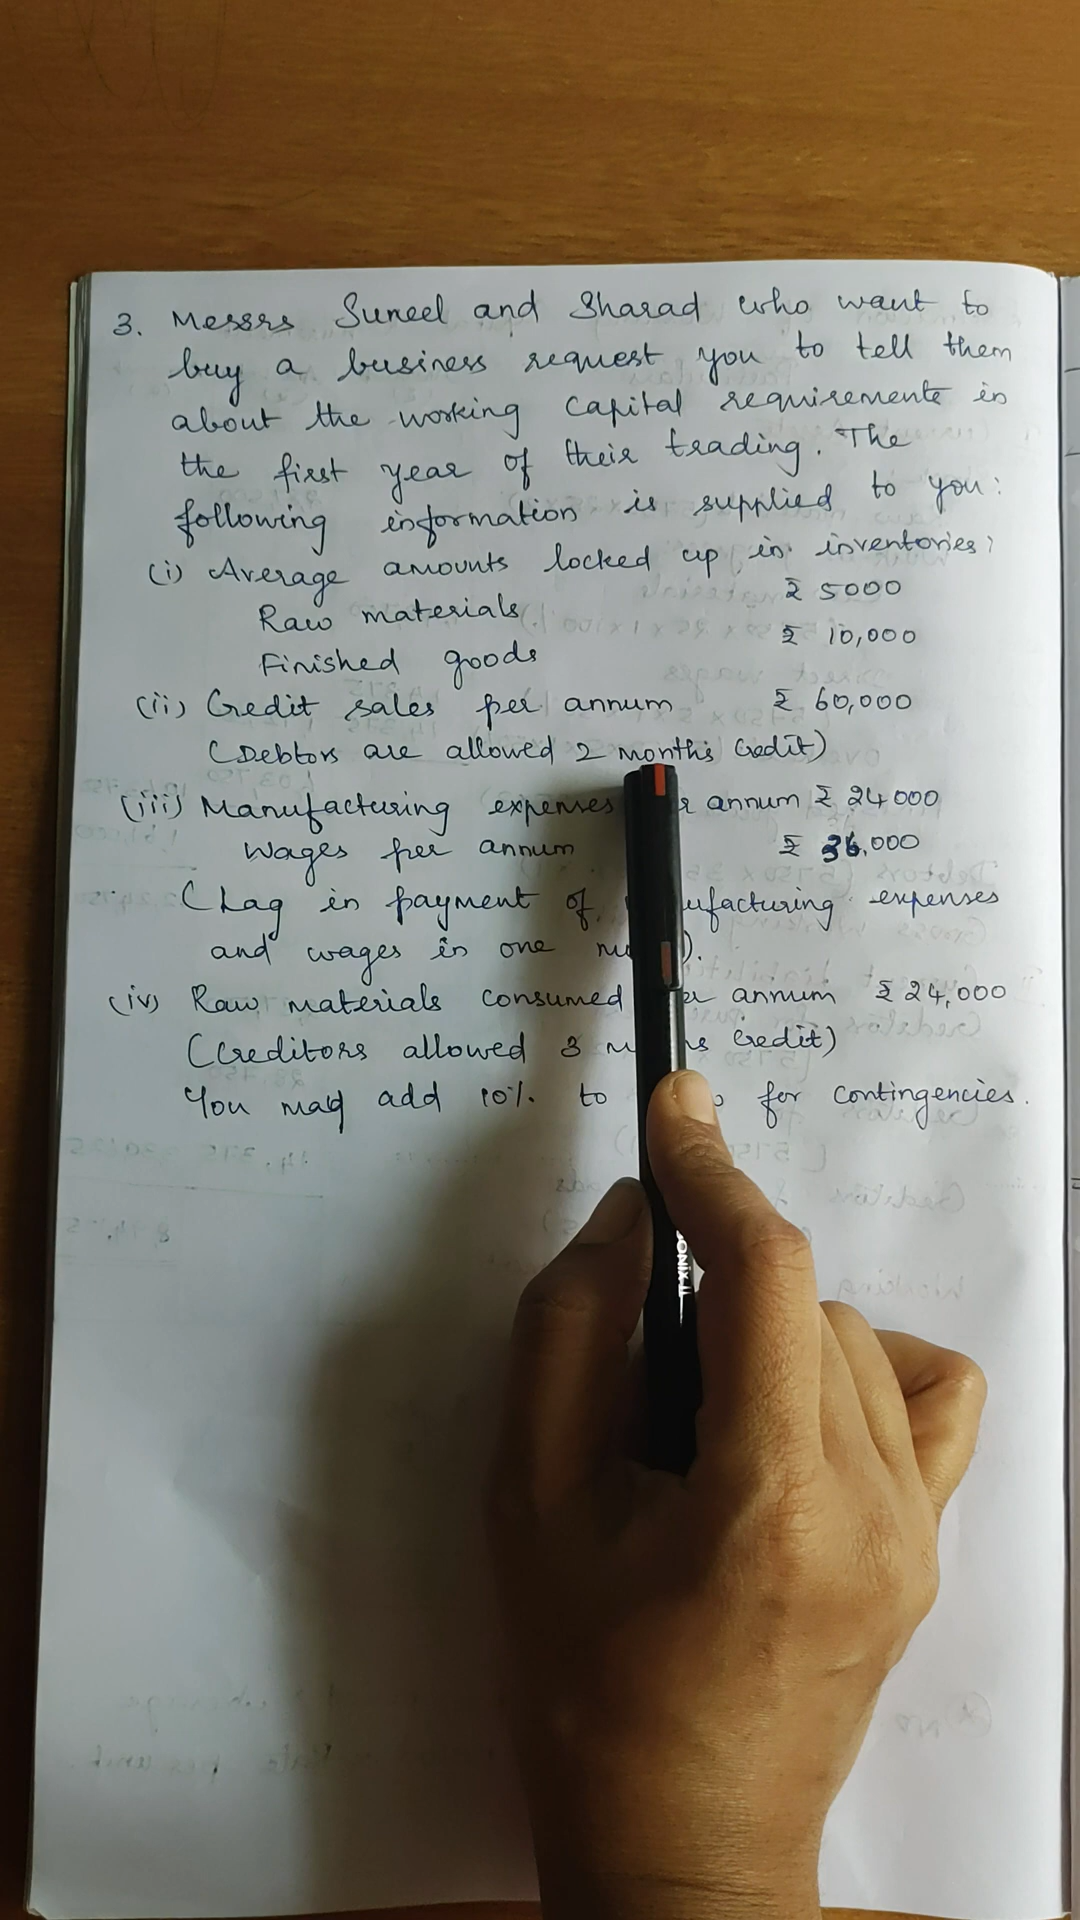 3. Messrs Suneel and Sharad who want to
buy a business request you to tell them
about the working capital requirements in
the first year of their trading. The
following information is supplied to you:
(i) Average amounts locked up in inventories:
Raw materials ₹ 5000
Finished goods ₹ 10,000
(ii) Credit sales per annum ₹ 60,000
(Debtors are allowed 2 months credit)
(iii) Manufacturing expenses annum ₹ 24000
Wages per annum ₹ 36,000
(Lag in payment of expenses
and wages is one ).
(iv) Raw materials consumed annum ₹ 24,000
(Creditors allowed 3 credit)
You may add 10% to for contingencies.